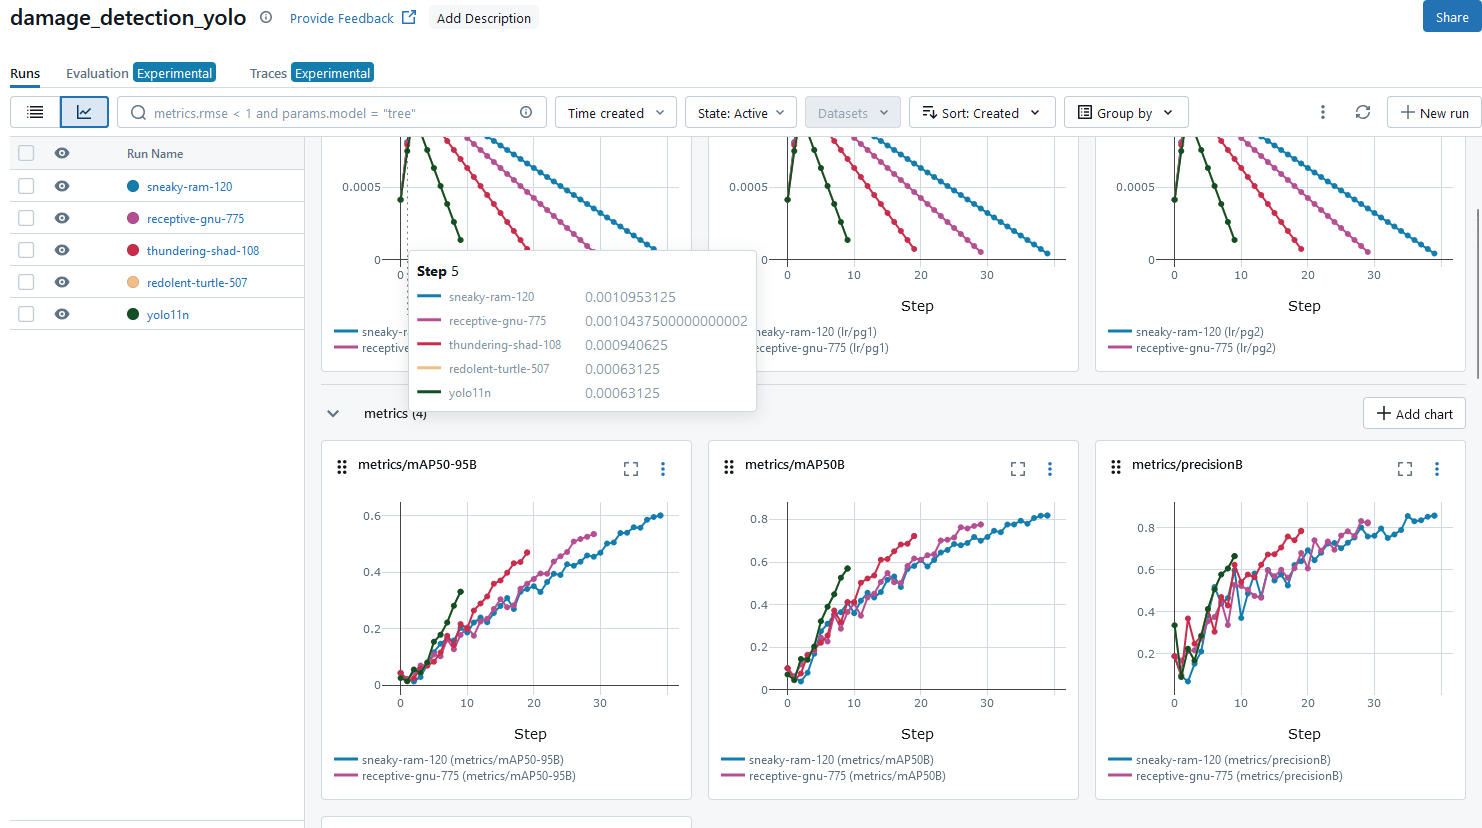 damage_detection_yolo Provide Feedback Add Description Share
Runs Evaluation Experimental Traces Experimental
metrics.rmse < 1 and params.model = "tree" Time created State: Active Datasets Sort: Created Group by New run
Run Name
sneaky-ram-120
receptive-gnu-775
thundering-shad-108
redolent-turtle-507
yolo11n
0.0005
0
0
sneaky-r
receptive
0.0005
0
0 10 20 30
Step
eaky-ram-120 (lr/pg1)
ceptive-gnu-775 (lr/pg1)
0.0005
0
0 10 20 30
Step
sneaky-ram-120 (lr/pg2)
receptive-gnu-775 (lr/pg2)
Step 5
sneaky-ram-120 0.0010953125
receptive-gnu-775 0.0010437500000000002
thundering-shad-108 0.000940625
redolent-turtle-507 0.00063125
yolo11n 0.00063125
metrics (4) Add chart
metrics/mAP50-95B
0.6
0.4
0.2
0
0 10 20 30
Step
sneaky-ram-120 (metrics/mAP50-95B)
receptive-gnu-775 (metrics/mAP50-95B)
metrics/mAP50B
0.8
0.6
0.4
0.2
0
0 10 20 30
Step
sneaky-ram-120 (metrics/mAP50B)
receptive-gnu-775 (metrics/mAP50B)
metrics/precisionB
0.8
0.6
0.4
0.2
0 10 20 30
Step
sneaky-ram-120 (metrics/precisionB)
receptive-gnu-775 (metrics/precisionB)